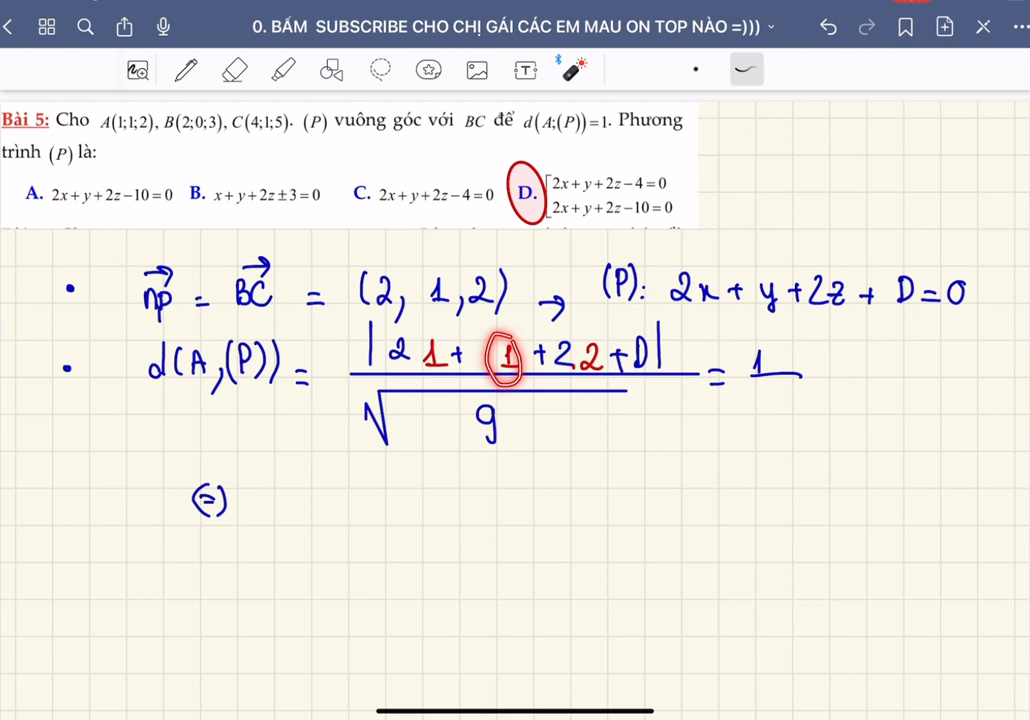 0. BẤM SUBSCRIBE CHO CHỊ GÁI CÁC EM MAU ON TOP NÀO =)))
Bài 5: Cho A(1;1;2), B(2;0;3), C(4;1;5). (P) vuông góc với BC để d(A;(P))=1. Phương
trình (P) là:
A. 2x+y+2z−10=0 B. x+y+2z±3=0 C. 2x+y+2z−4=0 D. [2x+y+2z−4=0
2x+y+2z−10=0
• →nP = →BC = (2, 1, 2) → (P): 2x + y + 2z + D = 0
• d(A,(P)) = |2 1 + 1 + 2.2 + D| / √9 = 1
(=)